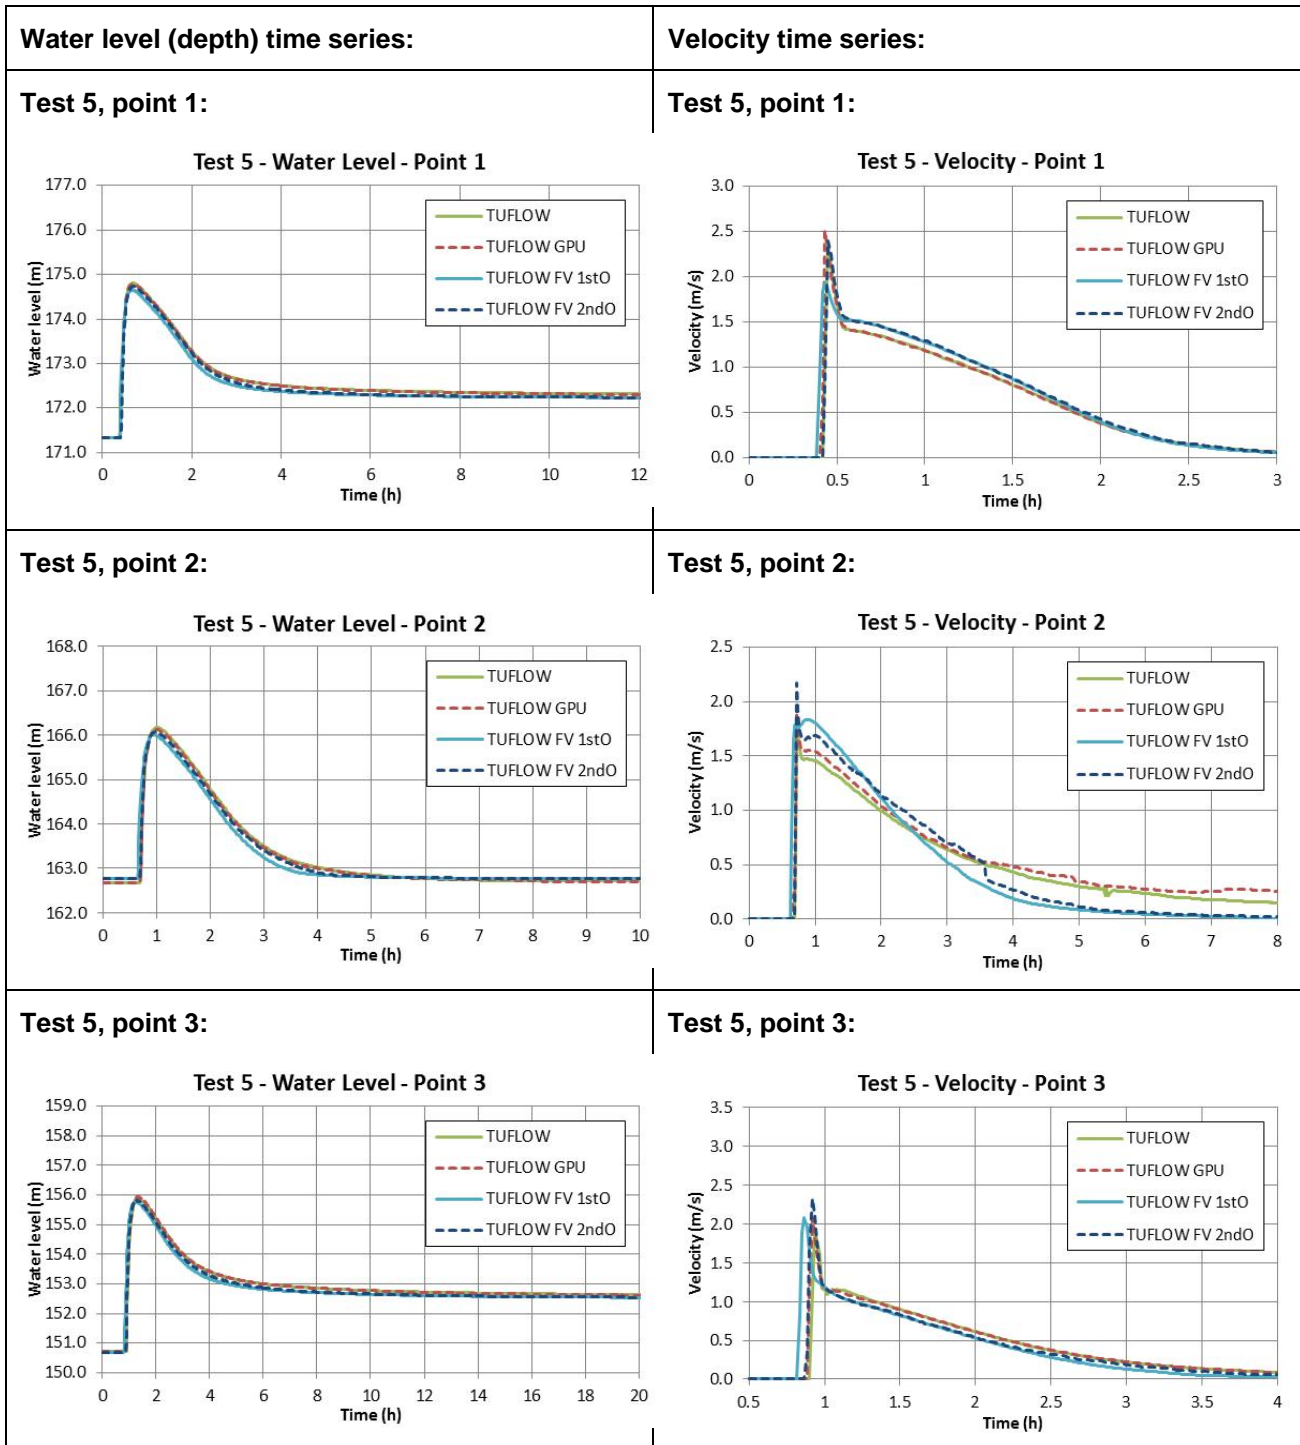 Water level (depth) time series:
Velocity time series:
Test 5, point 1:
Test 5, point 1:
Test 5 - Water Level - Point 1
177.0
176.0
175.0
174.0
173.0
172.0
171.0
Water level (m)
0 2 4 6 8 10 12
Time (h)
TUFLOW
TUFLOW GPU
TUFLOW FV 1stO
TUFLOW FV 2ndO
Test 5 - Velocity - Point 1
3.0
2.5
2.0
1.5
1.0
0.5
0.0
Velocity (m/s)
0 0.5 1 1.5 2 2.5 3
Time (h)
TUFLOW
TUFLOW GPU
TUFLOW FV 1stO
TUFLOW FV 2ndO
Test 5, point 2:
Test 5, point 2:
Test 5 - Water Level - Point 2
168.0
167.0
166.0
165.0
164.0
163.0
162.0
Water level (m)
0 1 2 3 4 5 6 7 8 9 10
Time (h)
TUFLOW
TUFLOW GPU
TUFLOW FV 1stO
TUFLOW FV 2ndO
Test 5 - Velocity - Point 2
2.5
2.0
1.5
1.0
0.5
0.0
Velocity (m/s)
0 1 2 3 4 5 6 7 8
Time (h)
TUFLOW
TUFLOW GPU
TUFLOW FV 1stO
TUFLOW FV 2ndO
Test 5, point 3:
Test 5, point 3:
Test 5 - Water Level - Point 3
159.0
158.0
157.0
156.0
155.0
154.0
153.0
152.0
151.0
150.0
Water level (m)
0 2 4 6 8 10 12 14 16 18 20
Time (h)
TUFLOW
TUFLOW GPU
TUFLOW FV 1stO
TUFLOW FV 2ndO
Test 5 - Velocity - Point 3
3.5
3.0
2.5
2.0
1.5
1.0
0.5
0.0
Velocity (m/s)
0.5 1 1.5 2 2.5 3 3.5 4
Time (h)
TUFLOW
TUFLOW GPU
TUFLOW FV 1stO
TUFLOW FV 2ndO